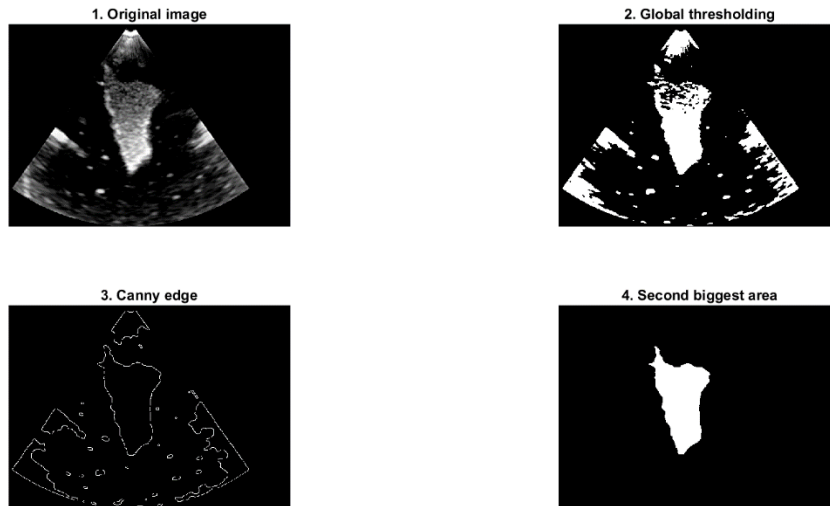 1. Original image
2. Global thresholding
3. Canny edge
4. Second biggest area